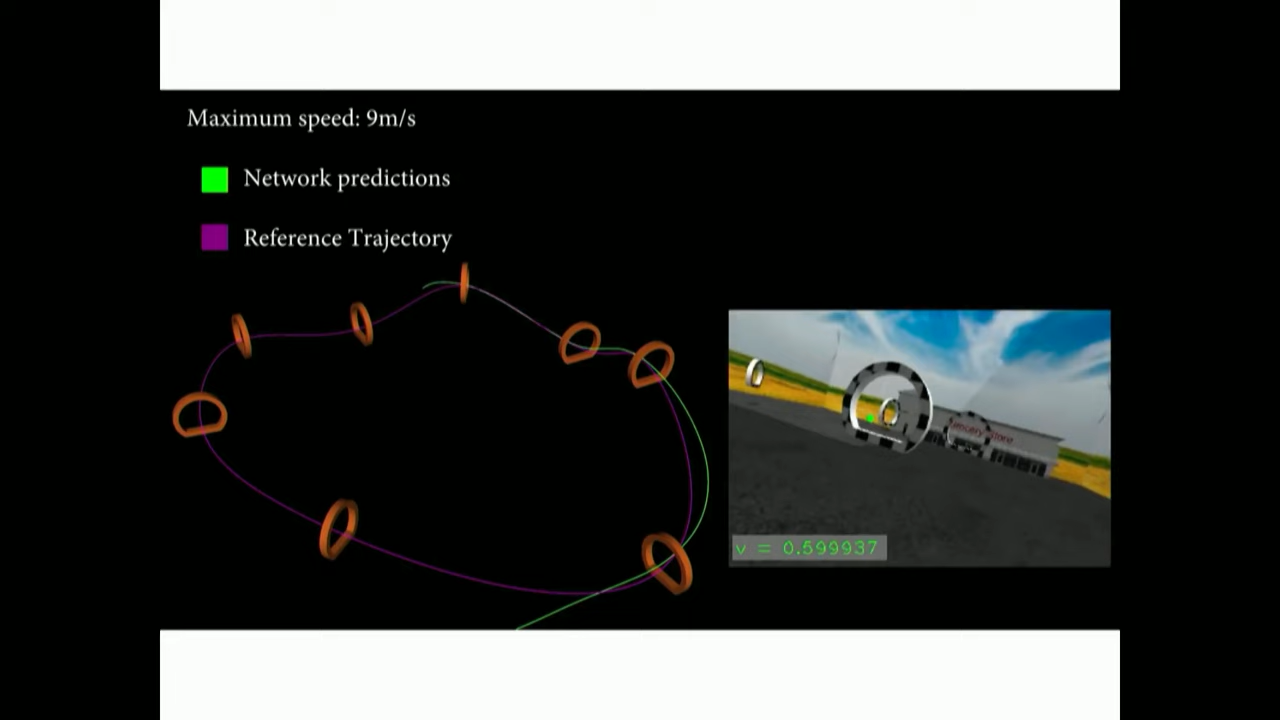 Maximum speed: 9m/s
Network predictions
Reference Trajectory
v = 0.599937